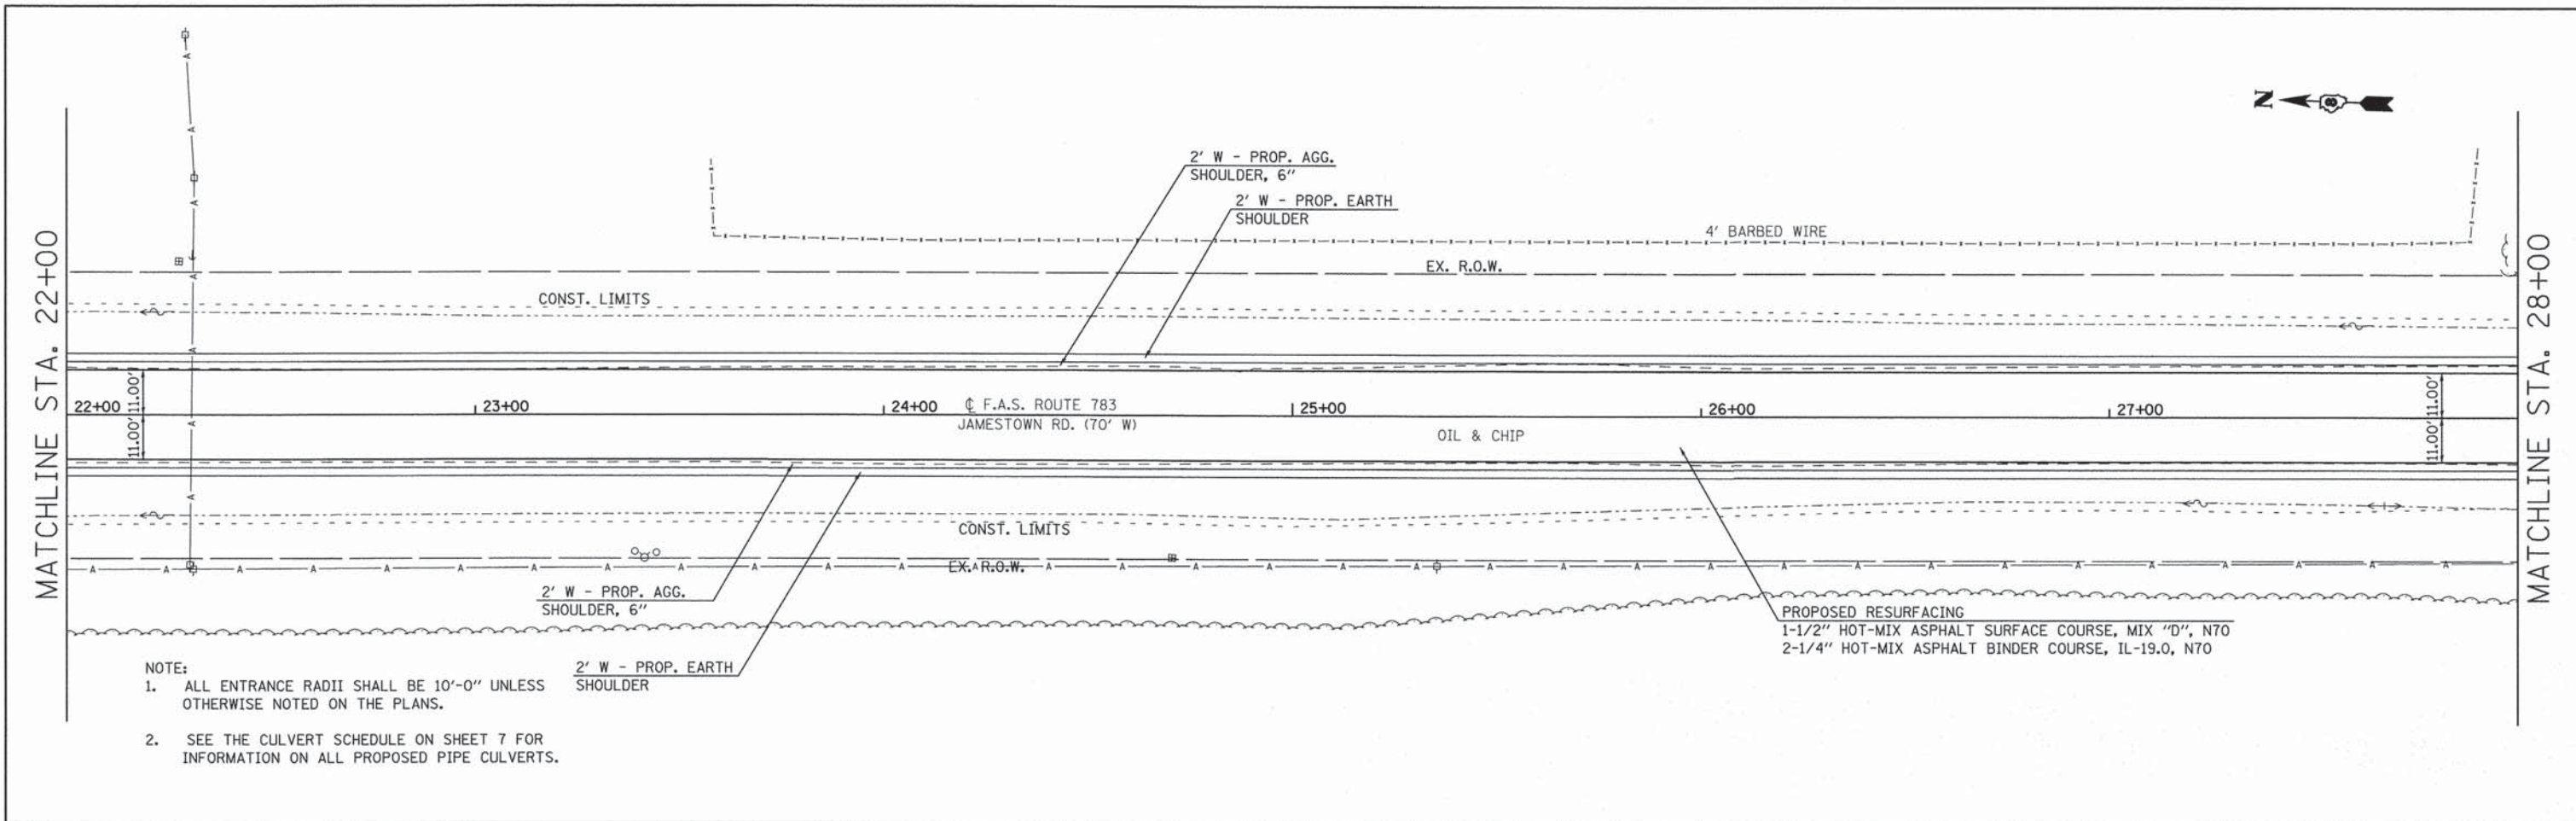 MATCHLINE STA. 22+00
N
8
2' W - PROP. AGG.
SHOULDER, 6"
2' W - PROP. EARTH
SHOULDER
4' BARBED WIRE
EX. R.O.W.
CONST. LIMITS
22+00
11.00'
11.00'
23+00
24+00
℄ F.A.S. ROUTE 783
JAMESTOWN RD. (70' W)
25+00
OIL & CHIP
26+00
27+00
11.00'
11.00'
CONST. LIMITS
EX. R.O.W.
2' W - PROP. AGG.
SHOULDER, 6"
2' W - PROP. EARTH
SHOULDER
PROPOSED RESURFACING
1-1/2" HOT-MIX ASPHALT SURFACE COURSE, MIX "D", N70
2-1/4" HOT-MIX ASPHALT BINDER COURSE, IL-19.0, N70
NOTE:
1. ALL ENTRANCE RADII SHALL BE 10'-0" UNLESS
OTHERWISE NOTED ON THE PLANS.
2. SEE THE CULVERT SCHEDULE ON SHEET 7 FOR
INFORMATION ON ALL PROPOSED PIPE CULVERTS.
MATCHLINE STA. 28+00